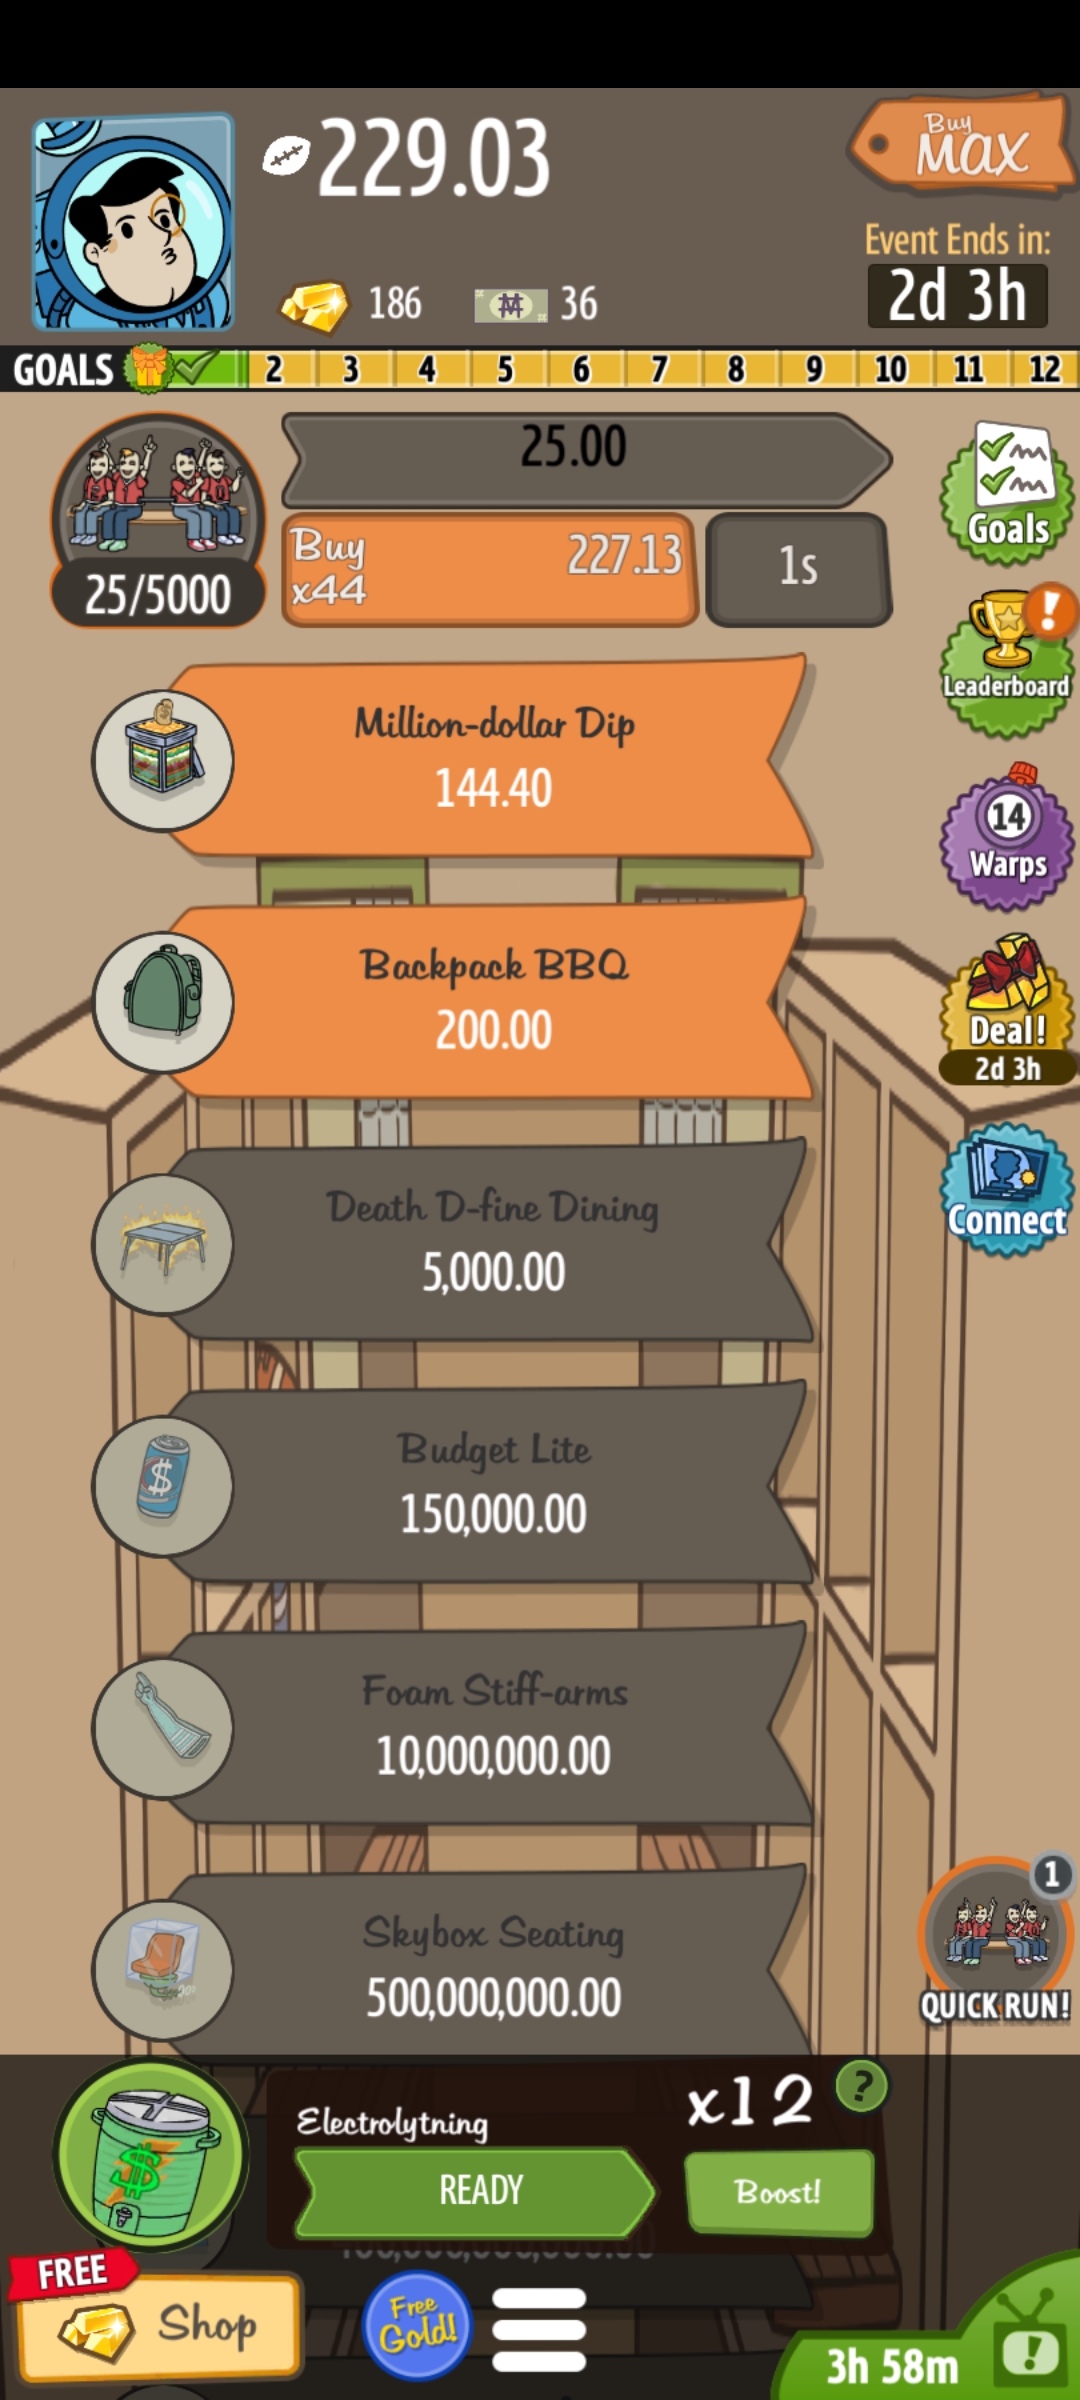 229.03
Buy
MAX
Event Ends in:
2d 3h
186
36
GOALS 2 3 4 5 6 7 8 9 10 11 12
25.00
Buy
x44
227.13
1s
25/5000
Goals
Leaderboard
Million-dollar Dip
144.40
14
Warps
Backpack BBQ
200.00
Deal!
2d 3h
Death D-fine Dining
5,000.00
Connect
Budget Lite
150,000.00
Foam Stiff-arms
10,000,000.00
Skybox Seating
500,000,000.00
1
QUICK RUN!
Electrolytning
x12
?
READY
Boost!
FREE
Shop
Free
Gold!
3h 58m